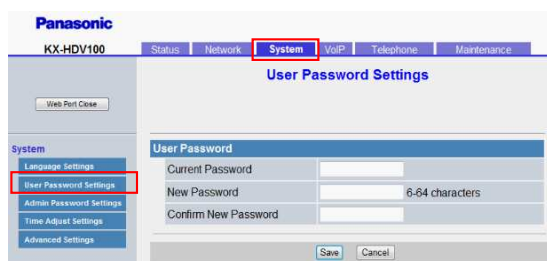 Panasonic
KX-HDV100
Status Network System VoIP Telephone Maintenance
User Password Settings
Web Port Close
System
Language Settings
User Password Settings
Admin Password Settings
Time Adjust Settings
Advanced Settings
User Password
Current Password
New Password 6-64 characters
Confirm New Password
Save Cancel